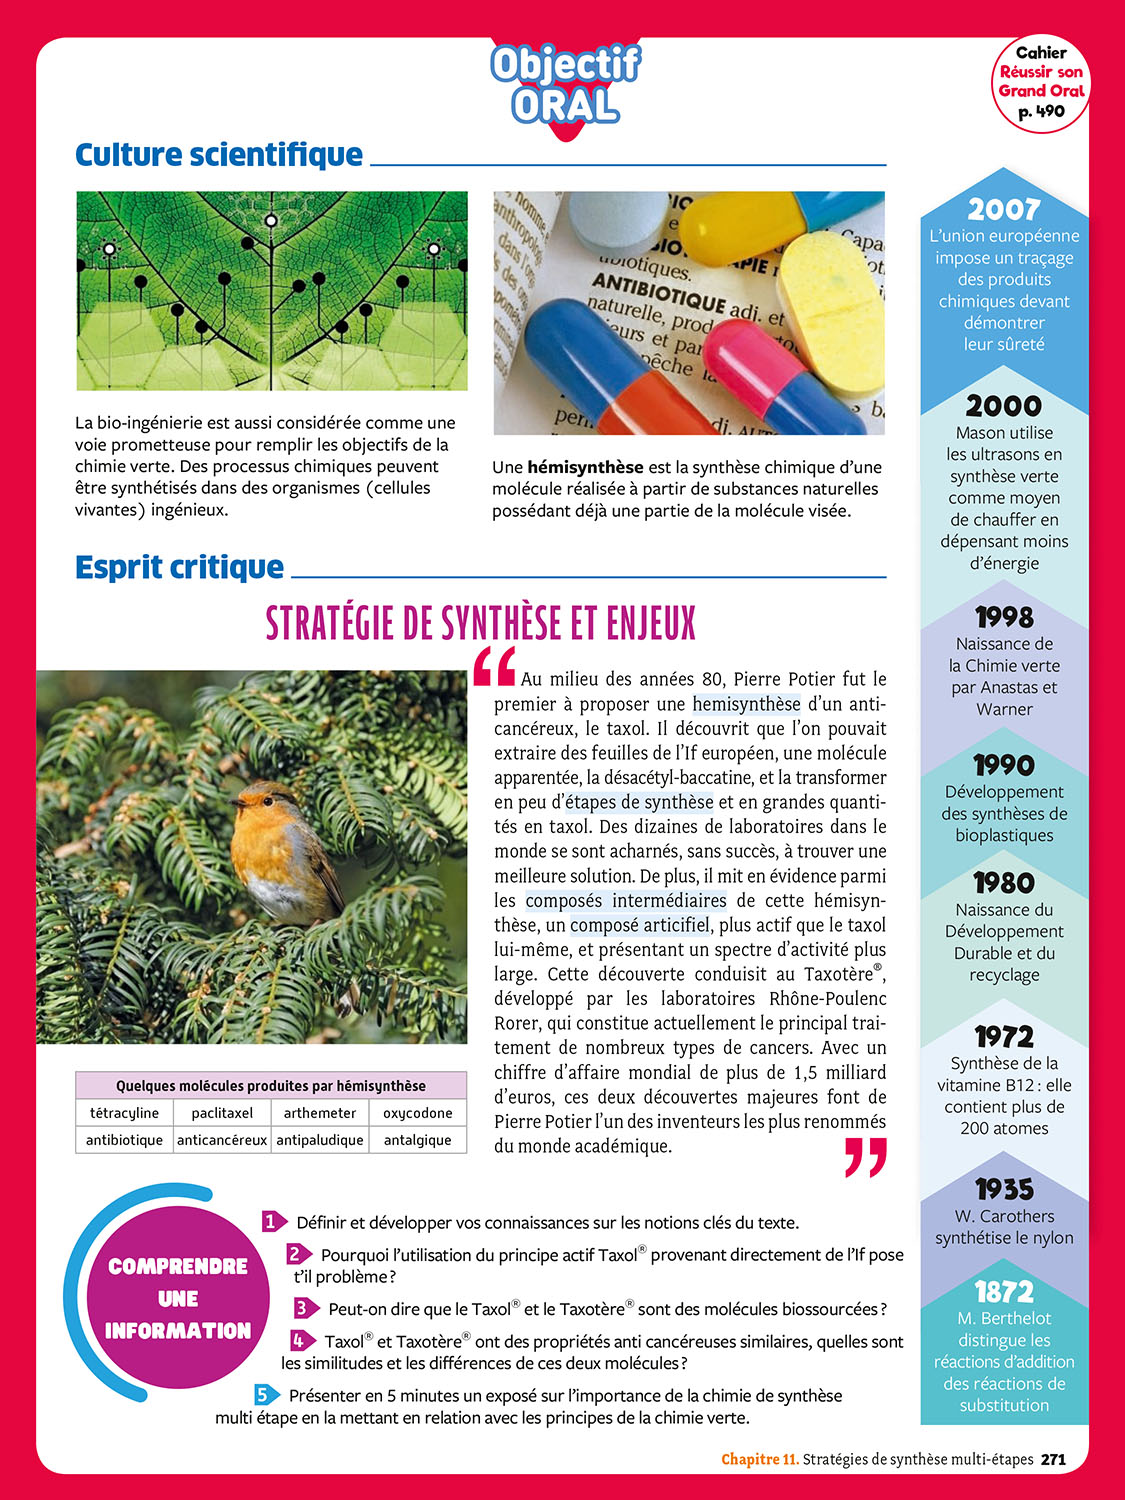 Objectif
ORAL
Cahier
Réussir son
Grand Oral
p. 490
Culture scientifique
naturelle, prod
ANTIBIOTIQUE adj. et
La bio-ingénierie est aussi considérée comme une
voie prometteuse pour remplir les objectifs de la
chimie verte. Des processus chimiques peuvent
être synthétisés dans des organismes (cellules
vivantes) ingénieux.
Une hémisynthèse est la synthèse chimique d'une
molécule réalisée à partir de substances naturelles
possédant déjà une partie de la molécule visée.
Esprit critique
STRATÉGIE DE SYNTHÈSE ET ENJEUX
“ Au milieu des années 80, Pierre Potier fut le
premier à proposer une hemisynthèse d'un anti-
cancéreux, le taxol. Il découvrit que l'on pouvait
extraire des feuilles de l'If européen, une molécule
apparentée, la désacétyl-baccatine, et la transformer
en peu d'étapes de synthèse et en grandes quanti-
tés en taxol. Des dizaines de laboratoires dans le
monde se sont acharnés, sans succès, à trouver une
meilleure solution. De plus, il mit en évidence parmi
les composés intermédiaires de cette hémisyn-
thèse, un composé articifiel, plus actif que le taxol
lui-même, et présentant un spectre d'activité plus
large. Cette découverte conduisit au Taxotère®,
développé par les laboratoires Rhône-Poulenc
Rorer, qui constitue actuellement le principal trai-
tement de nombreux types de cancers. Avec un
chiffre d'affaire mondial de plus de 1,5 milliard
d'euros, ces deux découvertes majeures font de
Pierre Potier l'un des inventeurs les plus renommés
du monde académique. ”
Quelques molécules produites par hémisynthèse
tétracyline paclitaxel arthemeter oxycodone
antibiotique anticancéreux antipaludique antalgique
COMPRENDRE
UNE
INFORMATION
1 Définir et développer vos connaissances sur les notions clés du texte.
2 Pourquoi l'utilisation du principe actif Taxol® provenant directement de l'If pose
t'il problème ?
3 Peut-on dire que le Taxol® et le Taxotère® sont des molécules biossourcées ?
4 Taxol® et Taxotère® ont des propriétés anti cancéreuses similaires, quelles sont
les similitudes et les différences de ces deux molécules ?
5 Présenter en 5 minutes un exposé sur l'importance de la chimie de synthèse
multi étape en la mettant en relation avec les principes de la chimie verte.
2007
L'union européenne
impose un traçage
des produits
chimiques devant
démontrer
leur sûreté
2000
Mason utilise
les ultrasons en
synthèse verte
comme moyen
de chauffer en
dépensant moins
d'énergie
1998
Naissance de
la Chimie verte
par Anastas et
Warner
1990
Développement
des synthèses de
bioplastiques
1980
Naissance du
Développement
Durable et du
recyclage
1972
Synthèse de la
vitamine B12 : elle
contient plus de
200 atomes
1935
W. Carothers
synthétise le nylon
1872
M. Berthelot
distingue les
réactions d'addition
des réactions de
substitution
Chapitre 11. Stratégies de synthèse multi-étapes 271